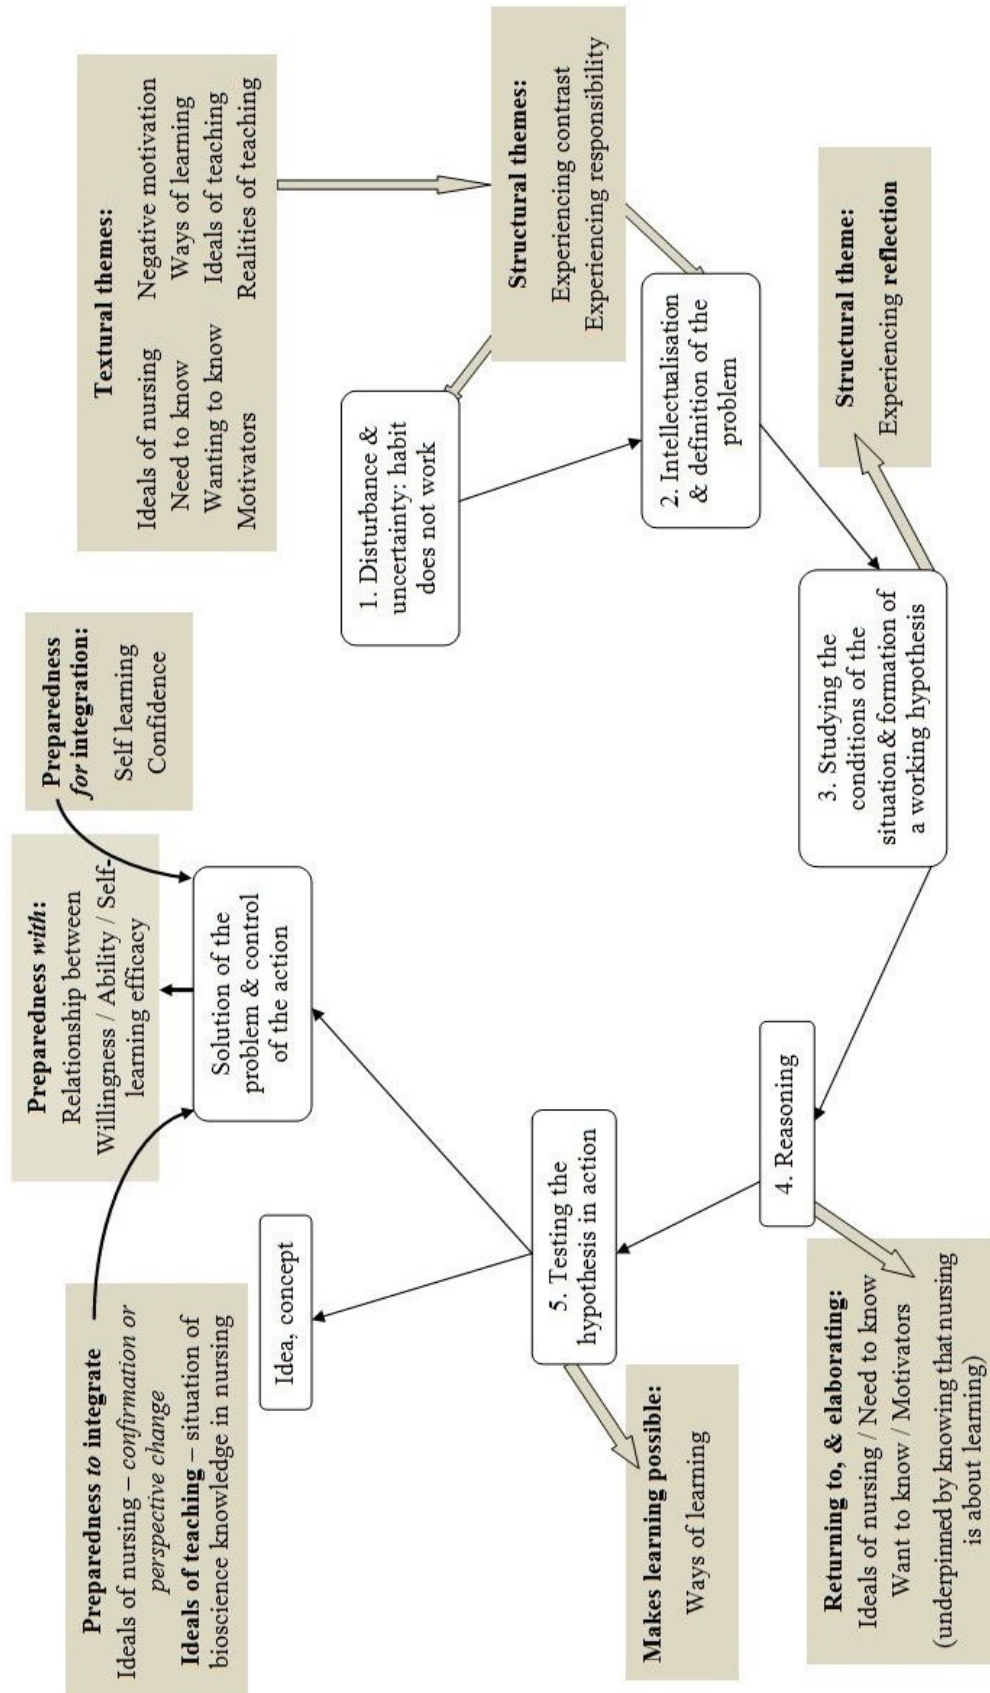 Preparedness to integrate
Ideals of nursing – confirmation or
perspective change
Ideals of teaching – situation of
bioscience knowledge in nursing
Preparedness with:
Relationship between
Willingness / Ability / Self-
learning efficacy
Preparedness
for integration:
Self learning
Confidence
Textural themes:
Ideals of nursing
Need to know
Wanting to know
Motivators
Negative motivation
Ways of learning
Ideals of teaching
Realities of teaching
Idea, concept
Solution of the
problem & control
of the action
1. Disturbance &
uncertainty: habit
does not work
Structural themes:
Experiencing contrast
Experiencing responsibility
5. Testing the
hypothesis in action
2. Intellectualisation
& definition of the
problem
Makes learning possible:
Ways of learning
4. Reasoning
3. Studying the
conditions of the
situation & formation of
a working hypothesis
Structural theme:
Experiencing reflection
Returning to, & elaborating:
Ideals of nursing / Need to know
Want to know / Motivators
(underpinned by knowing that nursing
is about learning)